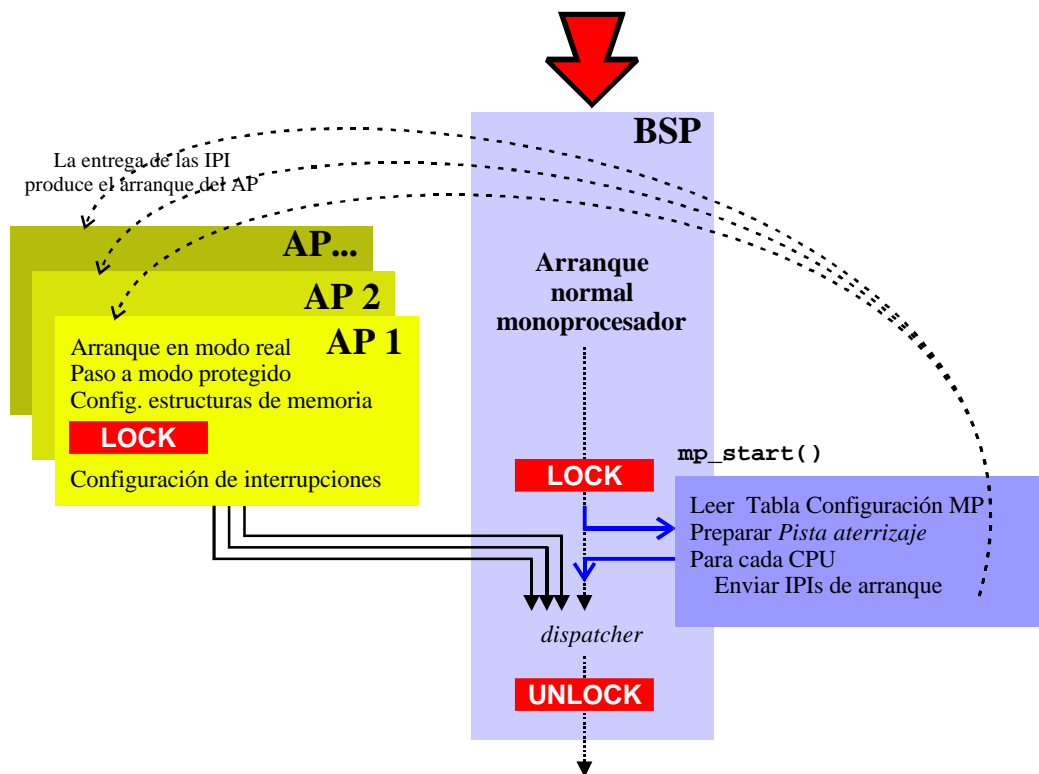 BSP
La entrega de las IPI
produce el arranque del AP
AP...
AP 2
AP 1
Arranque en modo real
Paso a modo protegido
Config. estructuras de memoria
LOCK
Configuración de interrupciones
Arranque
normal
monoprocesador
LOCK
mp_start()
Leer Tabla Configuración MP
Preparar Pista aterrizaje
Para cada CPU
Enviar IPIs de arranque
dispatcher
UNLOCK